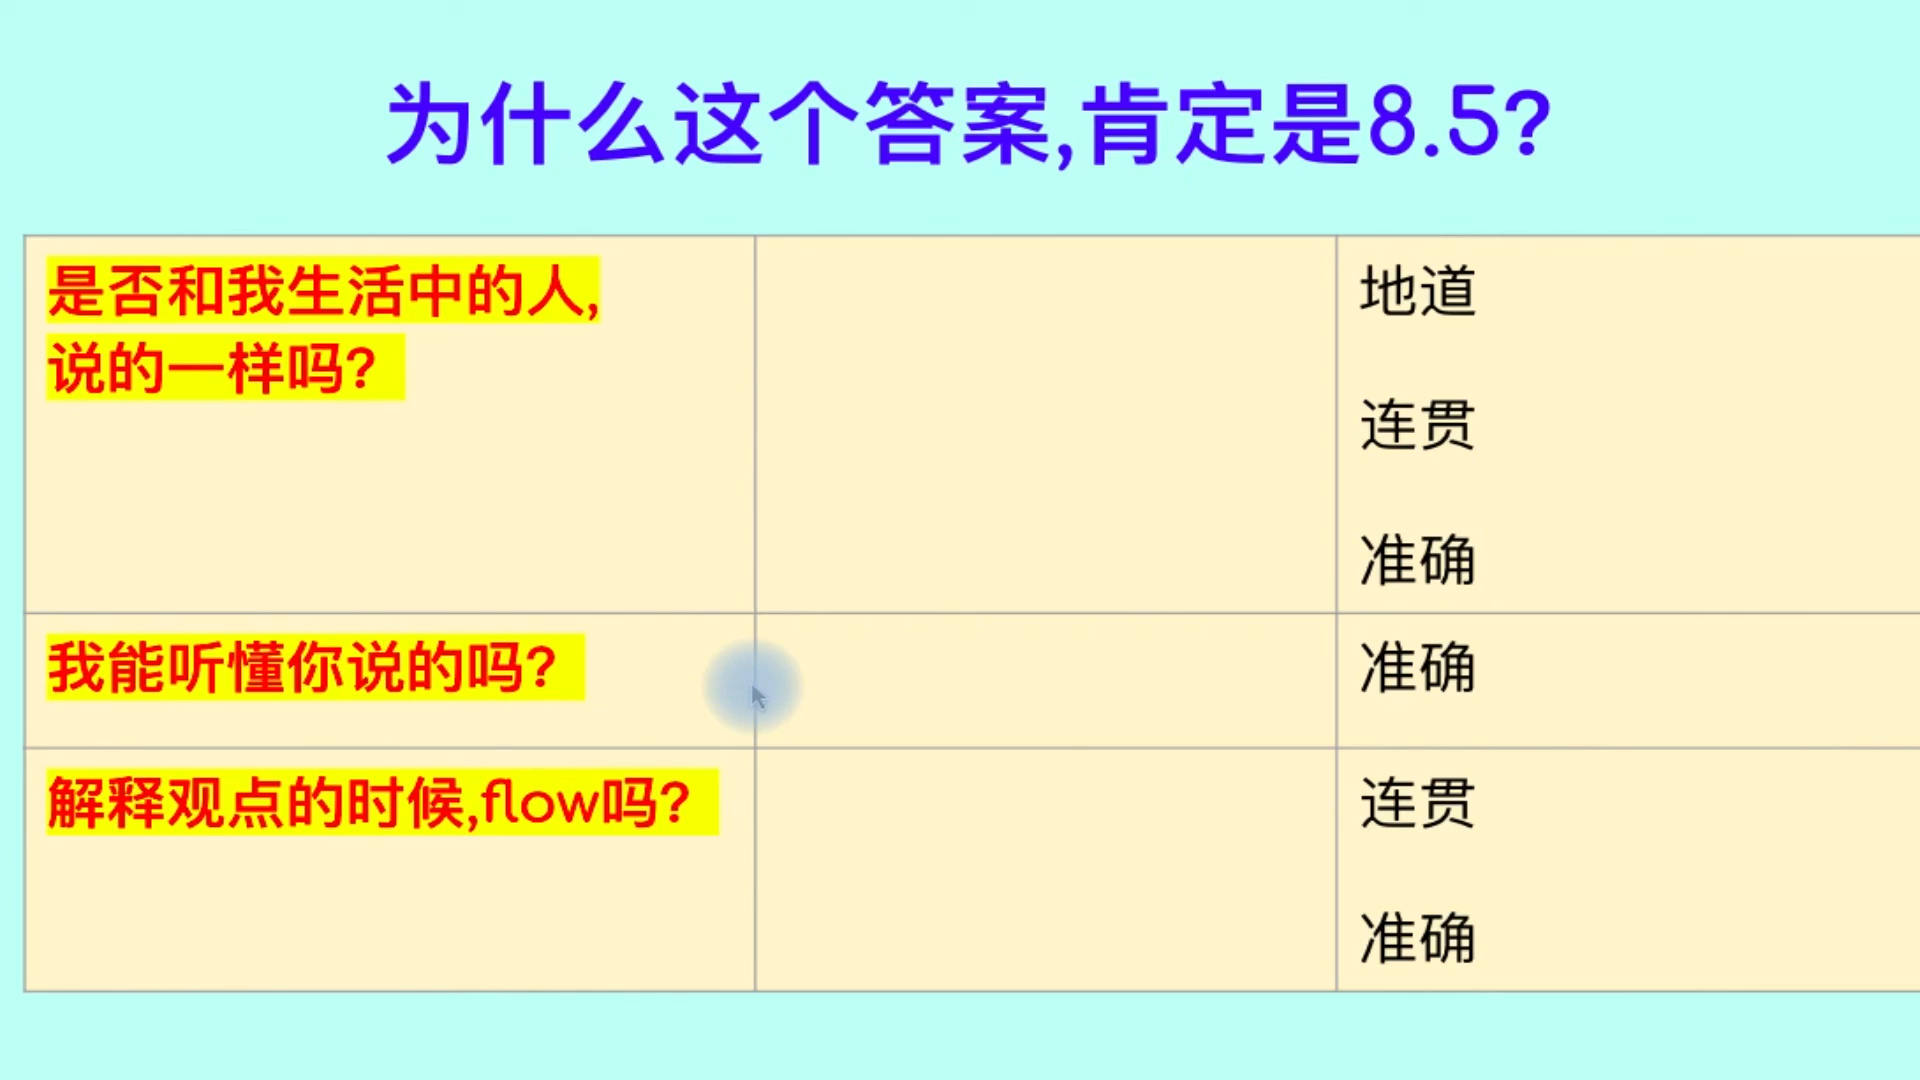 为什么这个答案,肯定是8.5?
是否和我生活中的人,
说的一样吗?
地道
连贯
准确
我能听懂你说的吗?
准确
解释观点的时候,flow吗?
连贯
准确